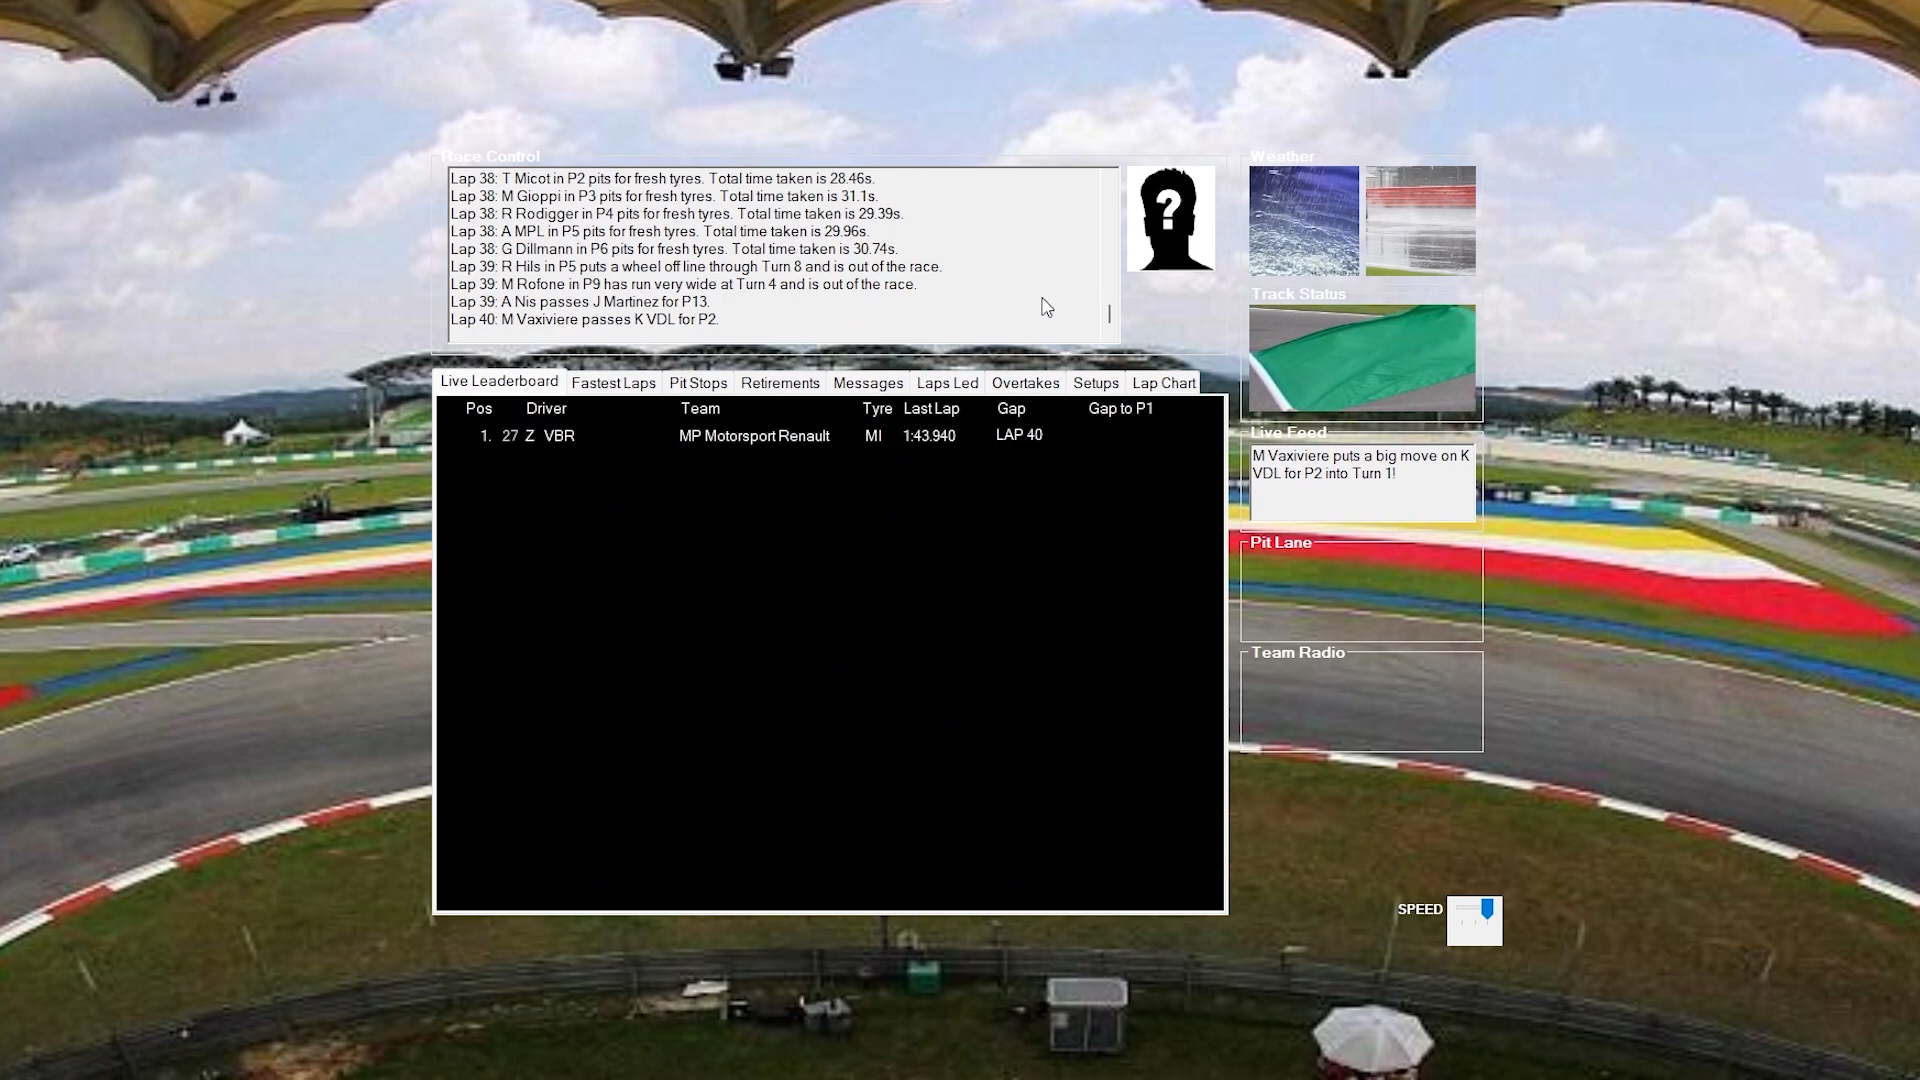 Race Control
Lap 38: T Micot in P2 pits for fresh tyres. Total time taken is 28.46s.
Lap 38: M Gioppi in P3 pits for fresh tyres. Total time taken is 31.1s.
Lap 38: R Rodigger in P4 pits for fresh tyres. Total time taken is 29.39s.
Lap 38: A MPL in P5 pits for fresh tyres. Total time taken is 29.96s.
Lap 38: G Dillmann in P6 pits for fresh tyres. Total time taken is 30.74s.
Lap 39: R Hils in P5 puts a wheel off line through Turn 8 and is out of the race.
Lap 39: M Rofone in P9 has run very wide at Turn 4 and is out of the race.
Lap 39: A Nis passes J Martinez for P13.
Lap 40: M Vaxiviere passes K VDL for P2.
?
Weather
Track Status
Live Leaderboard Fastest Laps Pit Stops Retirements Messages Laps Led Overtakes Setups Lap Chart
Pos Driver Team Tyre Last Lap Gap Gap to P1
1. 27 Z VBR MP Motorsport Renault MI 1:43.940 LAP 40
Live Feed
M Vaxiviere puts a big move on K
VDL for P2 into Turn 1!
Pit Lane
Team Radio
SPEED